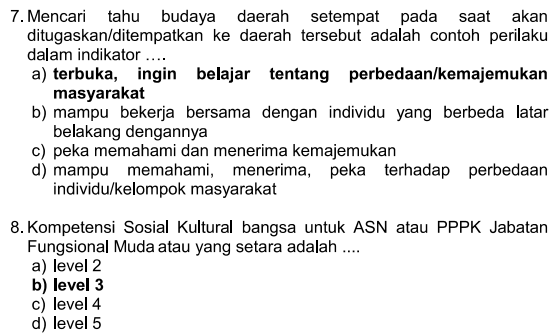 7. Mencari tahu budaya daerah setempat pada saat akan
ditugaskan/ditempatkan ke daerah tersebut adalah contoh perilaku
dalam indikator ....
a) terbuka, ingin belajar tentang perbedaan/kemajemukan
masyarakat
b) mampu bekerja bersama dengan individu yang berbeda latar
belakang dengannya
c) peka memahami dan menerima kemajemukan
d) mampu memahami, menerima, peka terhadap perbedaan
individu/kelompok masyarakat
8. Kompetensi Sosial Kultural bangsa untuk ASN atau PPPK Jabatan
Fungsional Muda atau yang setara adalah ....
a) level 2
b) level 3
c) level 4
d) level 5